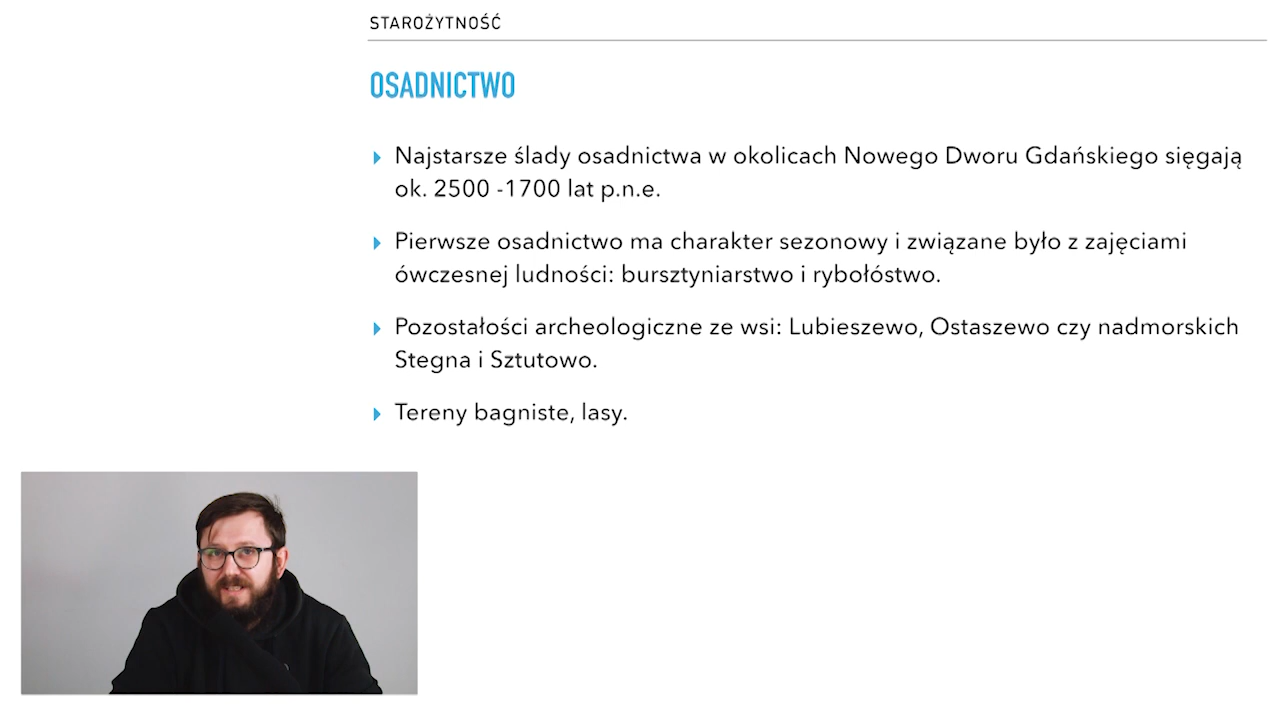 STAROŻYTNOŚĆ
OSADNICTWO
Najstarsze ślady osadnictwa w okolicach Nowego Dworu Gdańskiego sięgają
ok. 2500 -1700 lat p.n.e.
Pierwsze osadnictwo ma charakter sezonowy i związane było z zajęciami
ówczesnej ludności: bursztyniarstwo i rybołóstwo.
Pozostałości archeologiczne ze wsi: Lubieszewo, Ostaszewo czy nadmorskich
Stegna i Sztutowo.
Tereny bagniste, lasy.